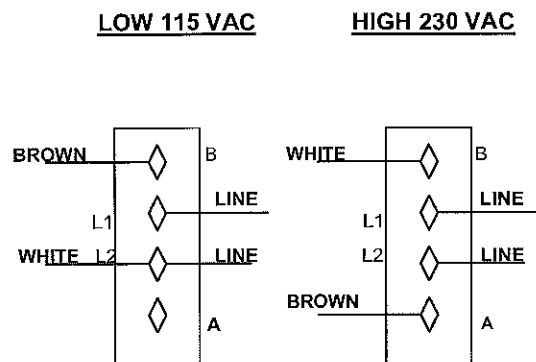 LOW 115 VAC
HIGH 230 VAC
BROWN
B
L1
LINE
WHITE
L2
LINE
A
WHITE
B
L1
LINE
L2
LINE
BROWN
A